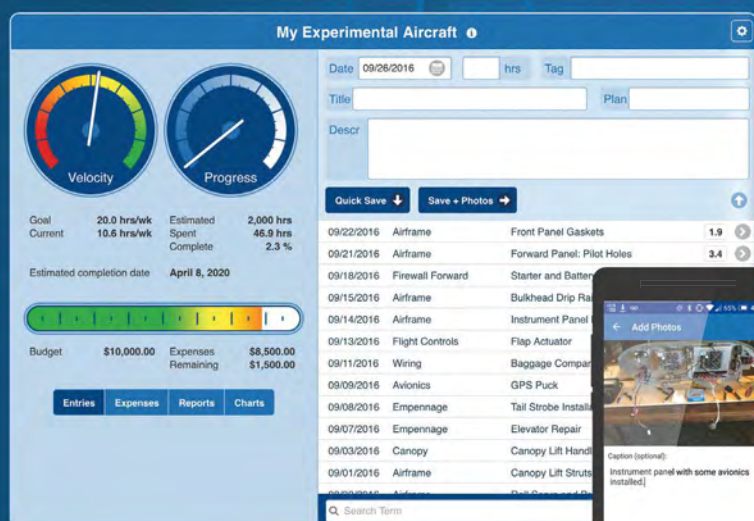 My Experimental Aircraft
Velocity
Progress
Goal 20.0 hrs/wk Estimated 2,000 hrs
Current 10.6 hrs/wk Spent 46.9 hrs
Complete 2.3 %
Estimated completion date April 8, 2020
Budget $10,000.00 Expenses $8,500.00
Remaining $1,500.00
Entries Expenses Reports Charts
Date 09/26/2016 hrs Tag
Title Plan
Descr
Quick Save Save + Photos
09/22/2016 Airframe Front Panel Gaskets 1.9
09/21/2016 Airframe Forward Panel: Pilot Holes 3.4
09/18/2016 Firewall Forward Starter and
09/15/2016 Airframe Bulkhead Drip
09/14/2016 Airframe Instrument Panel
09/13/2016 Flight Controls Flap Actuator
09/11/2016 Wiring Baggage
09/09/2016 Avionics GPS Puck
09/08/2016 Empennage Tail Strobe
09/07/2016 Empennage Elevator Repair
09/03/2016 Canopy Canopy Lift
09/01/2016 Airframe Canopy Lift Struts
Search Term
65%
Add Photos
Caption (optional):
Instrument panel with some avionics
installed.